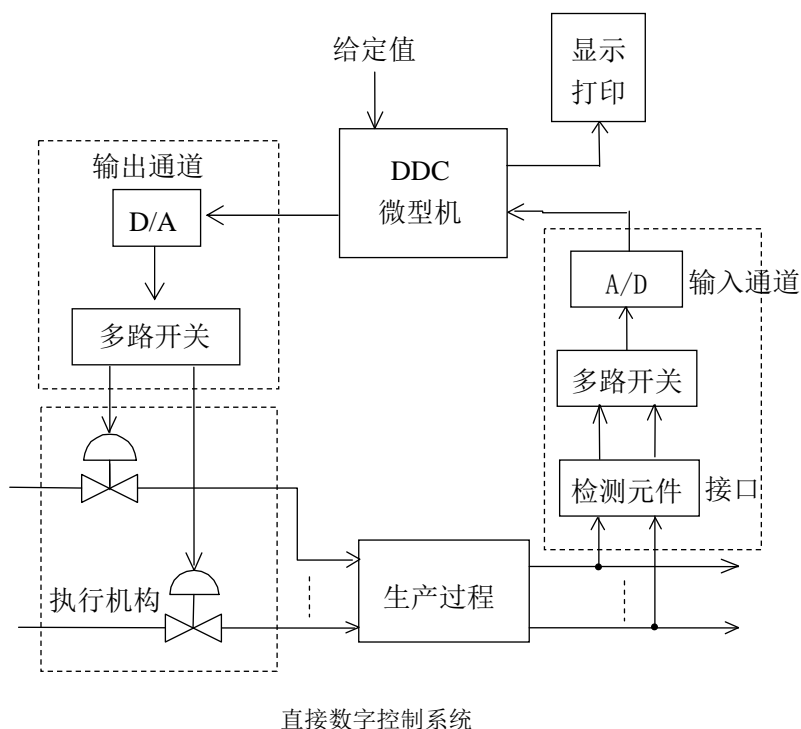 给定值
显示
打印
输出通道
D/A
多路开关
DDC
微型机
A/D
输入通道
多路开关
检测元件
接口
执行机构
生产过程
直接数字控制系统